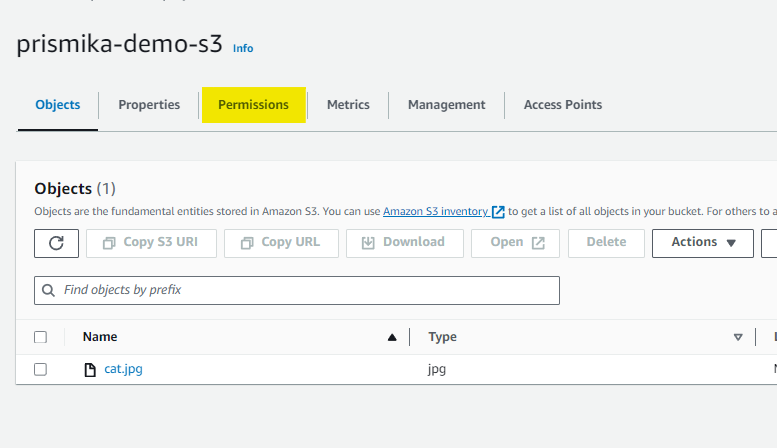 prismika-demo-s3 Info
Objects Properties Permissions Metrics Management Access Points
Objects (1)
Objects are the fundamental entities stored in Amazon S3. You can use Amazon S3 inventory to get a list of all objects in your bucket. For others to a
Copy S3 URI Copy URL Download Open Delete Actions
Find objects by prefix
Name Type
cat.jpg jpg